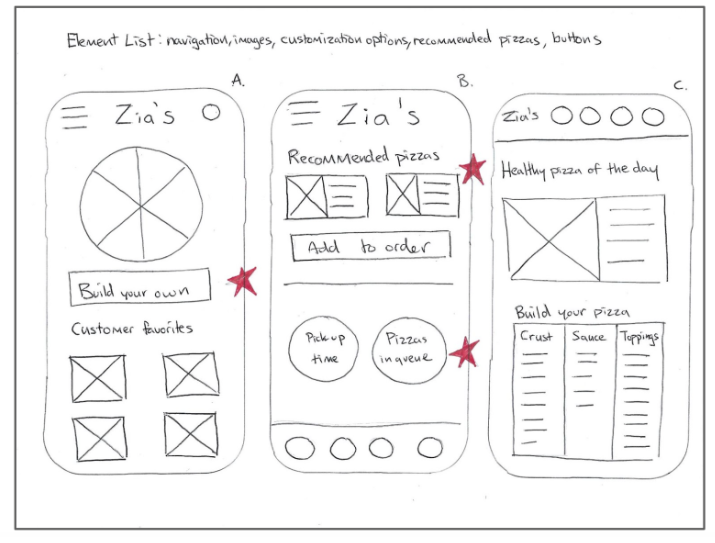 Element List: navigation, images, customization options, recommended pizzas, buttons
A.
Zia's
Build your own
Customer favorites
B.
Zia's
Recommended pizzas
Add to order
Pick up
time
Pizzas
in queue
C.
Zia's
Healthy pizza of the day
Build your pizza
Crust
Sauce
Toppings